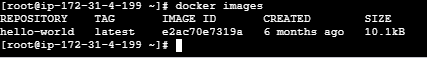 [root@ip-172-31-4-199 ~]# docker images
REPOSITORY TAG IMAGE ID CREATED SIZE
hello-world latest e2ac70e7319a 6 months ago 10.1kB
[root@ip-172-31-4-199 ~]#